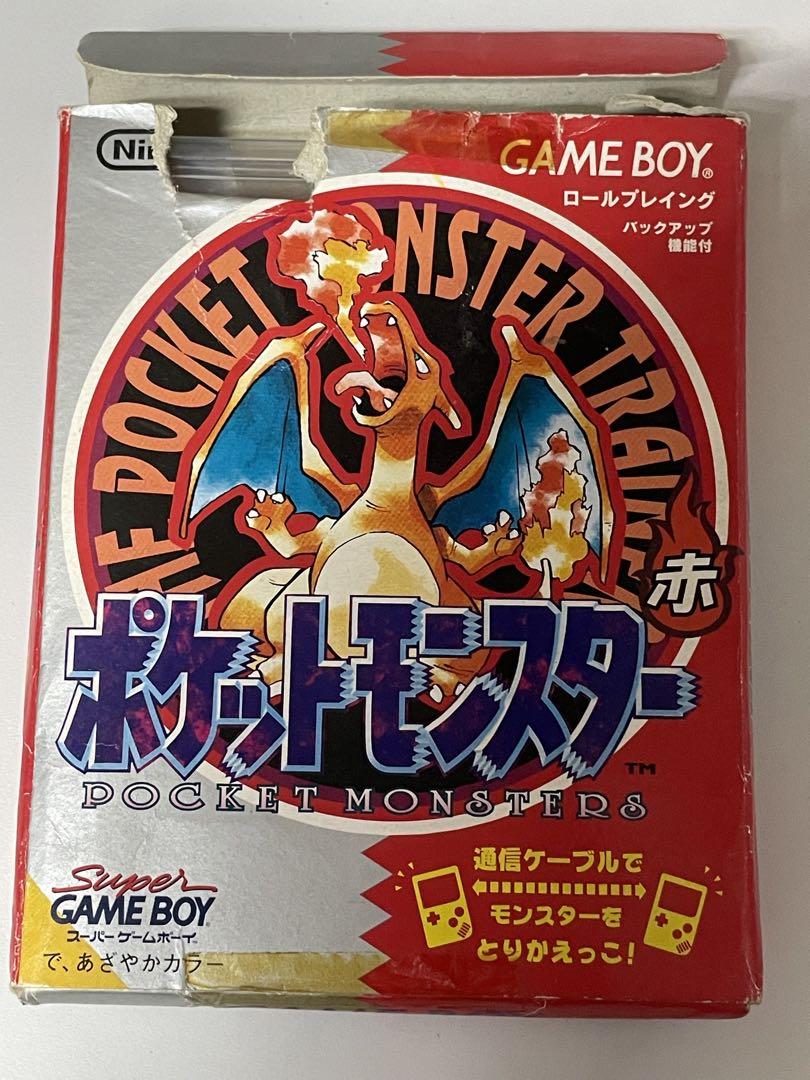 GAME BOY®
ロールプレイング
バックアップ
機能付
POCKET MONSTER
赤
ポケットモンスター
TM
POCKET MONSTERS
Super
GAME BOY
スーパーゲームボーイ
で、あざやかカラー
通信ケーブルで
モンスターを
とりかえっこ!